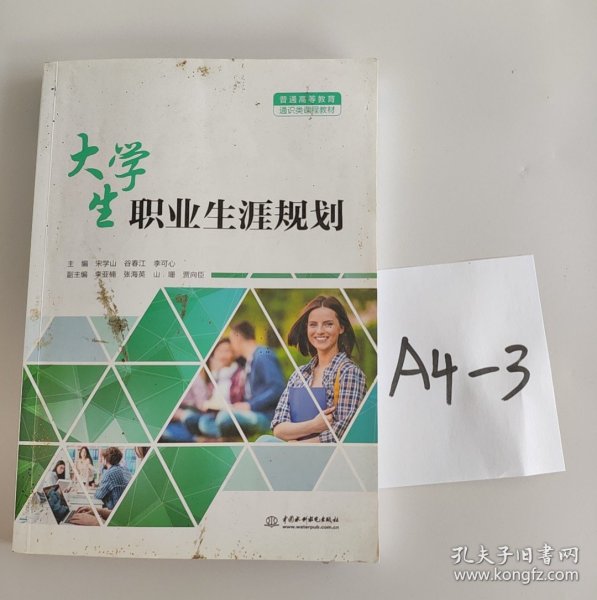 普通高等教育
通识类课程教材
大学
生
职业生涯规划
主 编 宋学山 谷春江 李可心
副主编 李亚楠 张海英 山珊 贾向臣
A4-3
中国水利水电出版社
www.waterpub.com.cn
孔夫子旧书网
www.kongfz.com